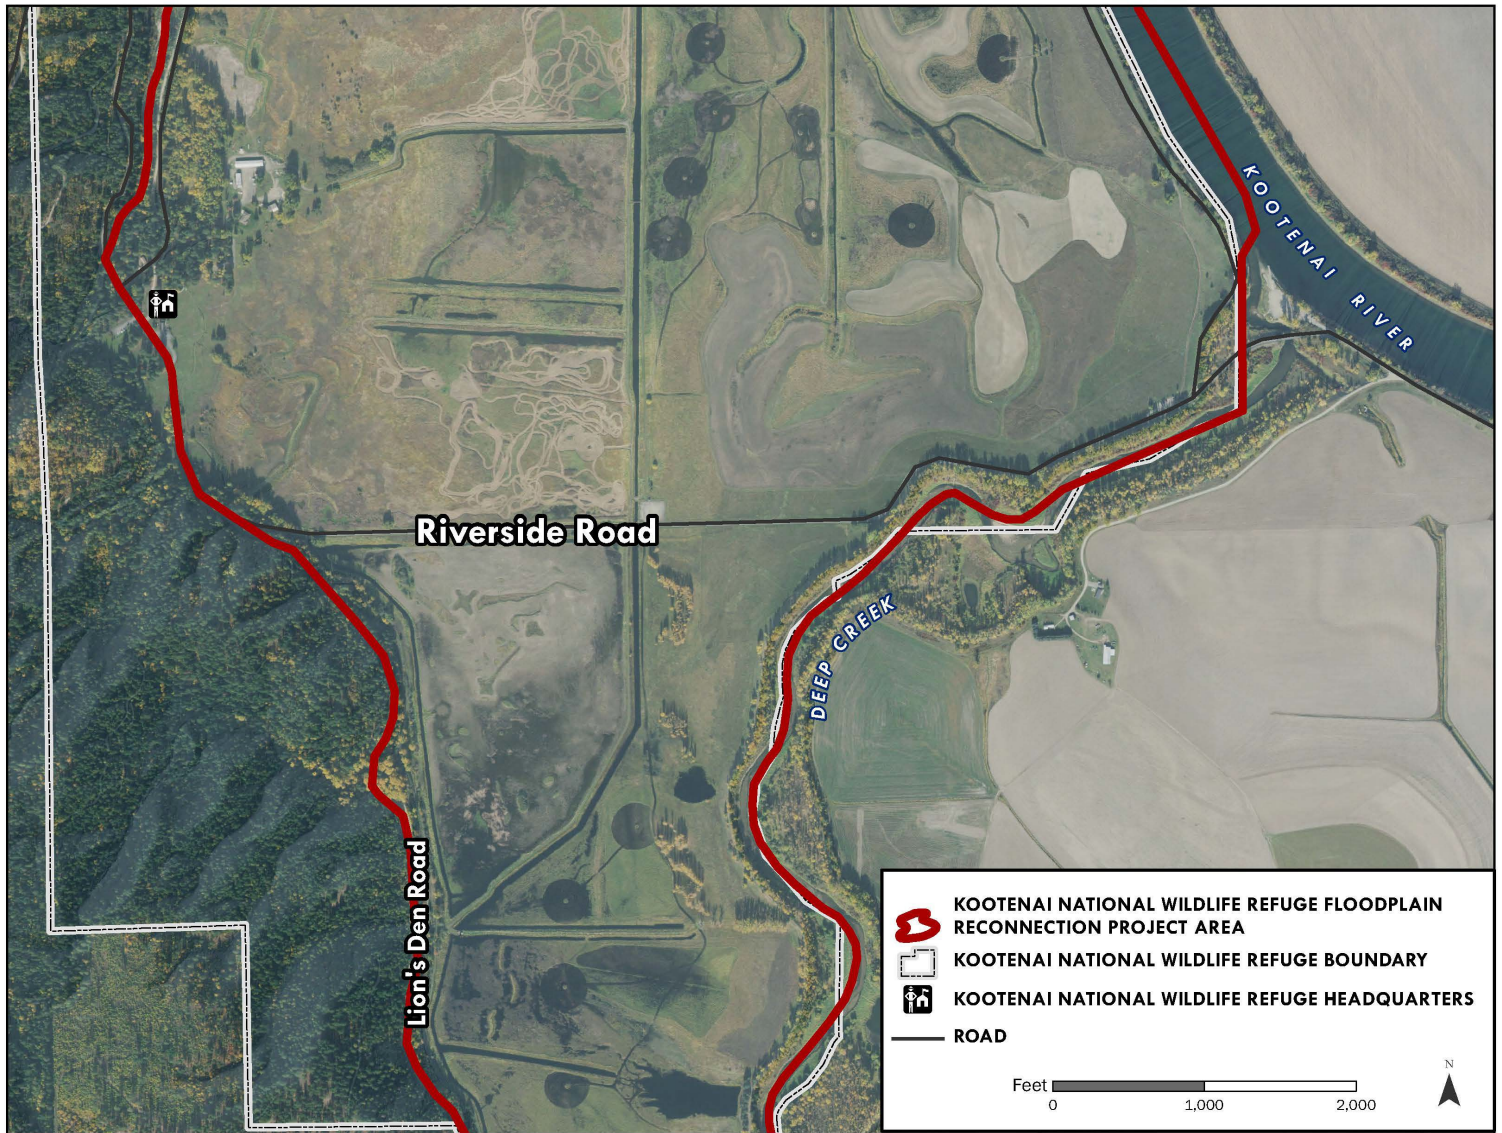 KOOTENAI RIVER
Riverside Road
DEEP CREEK
Lion's Den Road
KOOTENAI NATIONAL WILDLIFE REFUGE FLOODPLAIN
RECONNECTION PROJECT AREA
KOOTENAI NATIONAL WILDLIFE REFUGE BOUNDARY
KOOTENAI NATIONAL WILDLIFE REFUGE HEADQUARTERS
ROAD
N
Feet
0 1,000 2,000